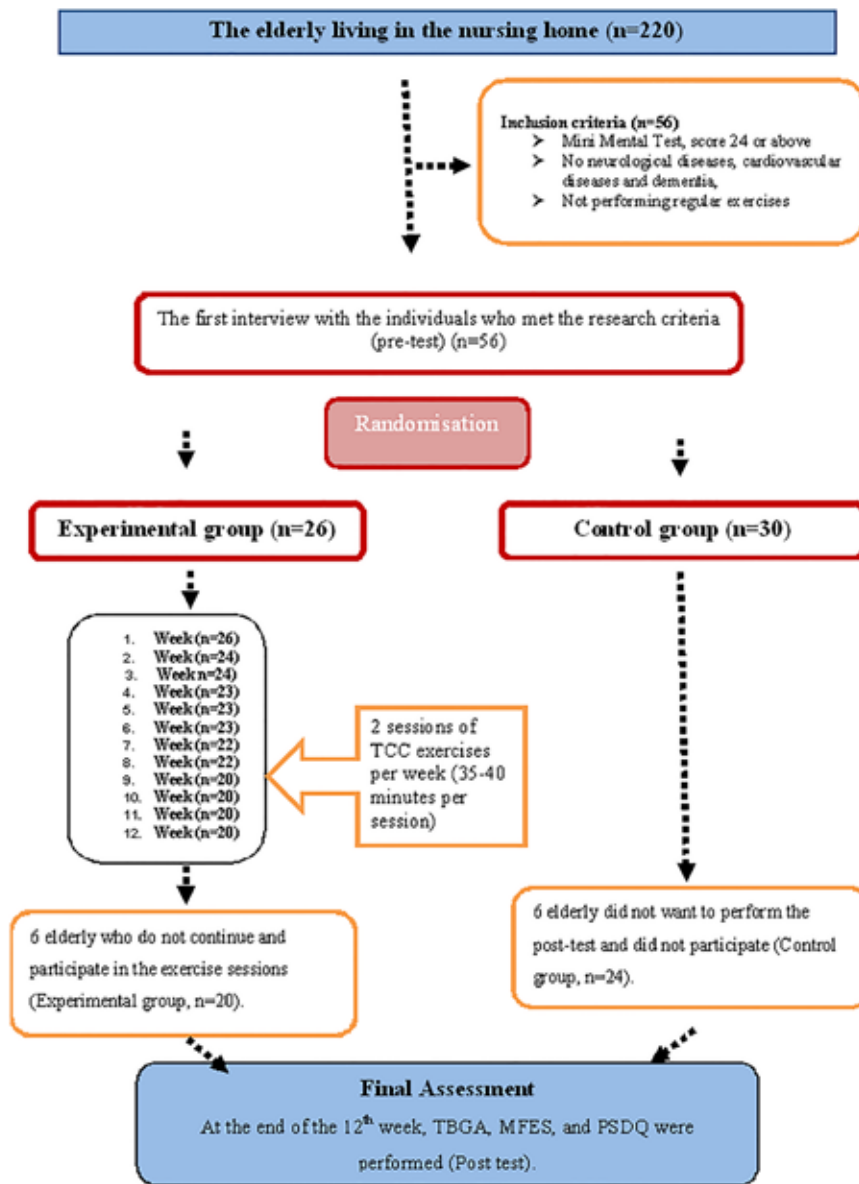 The elderly living in the nursing home (n=220)
Inclusion criteria (n=56)
➤ Mini Mental Test, score 24 or above
➤ No neurological diseases, cardiovascular
diseases and dementia,
➤ Not performing regular exercises
The first interview with the individuals who met the research criteria
(pre-test) (n=56)
Randomisation
Experimental group (n=26)
Control group (n=30)
1. Week (n=26)
2. Week (n=24)
3. Week n=24)
4. Week (n=23)
5. Week (n=23)
6. Week (n=23)
7. Week (n=22)
8. Week (n=22)
9. Week (n=20)
10. Week (n=20)
11. Week (n=20)
12. Week (n=20)
2 sessions of
TCC exercises
per week (35-40
minutes per
session)
6 elderly who do not continue and
participate in the exercise sessions
(Experimental group, n=20).
6 elderly did not want to perform the
post-test and did not participate (Control
group, n=24).
Final Assessment
At the end of the 12th week, TBGA, MFES, and PSDQ were
performed (Post test).